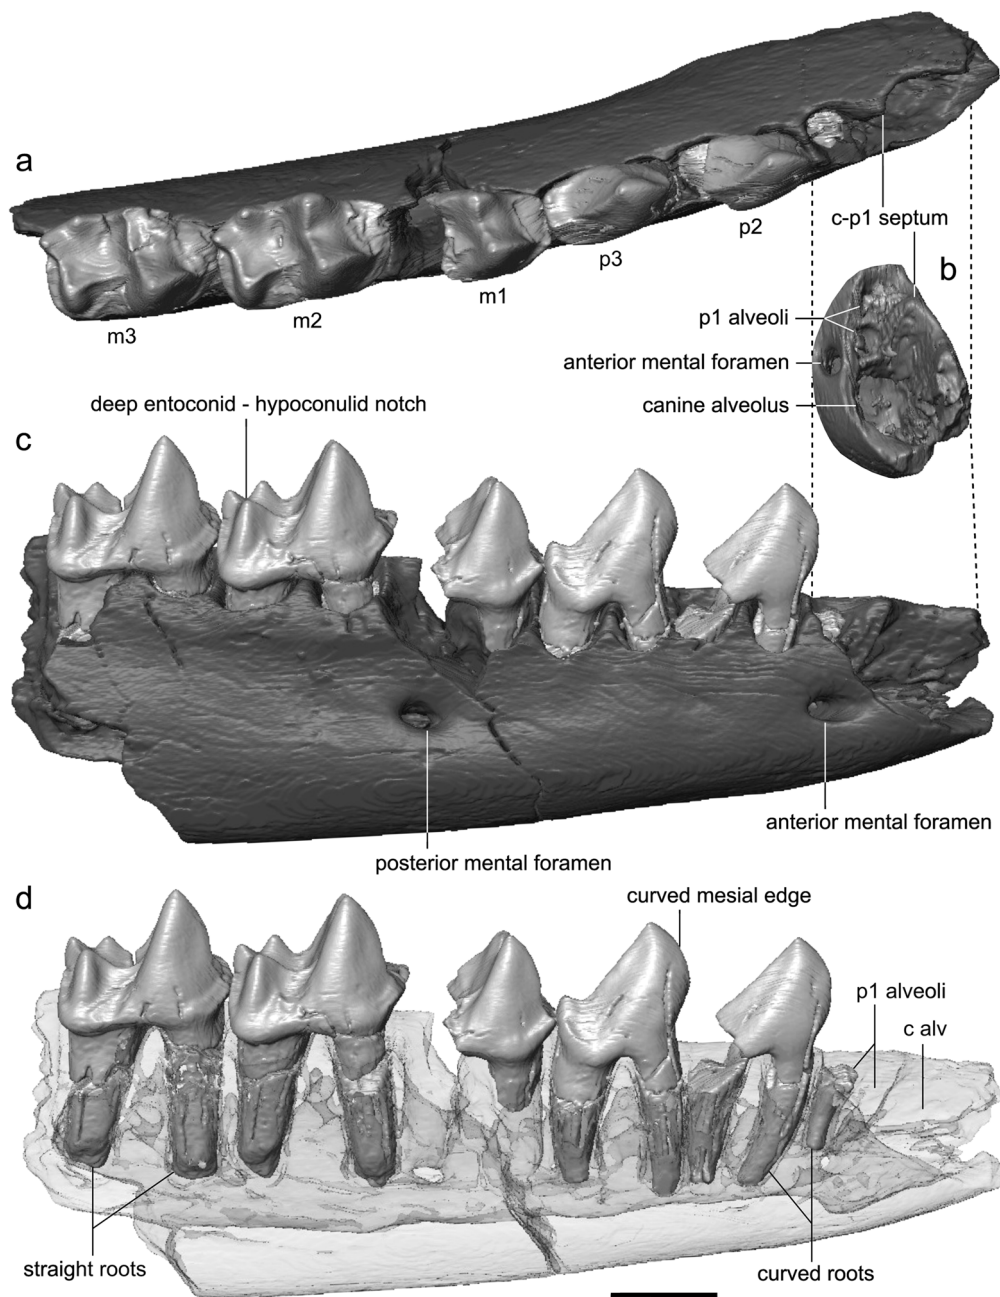 a
c-p1 septum
b
p2
p3
m1
m2
m3
p1 alveoli
anterior mental foramen
canine alveolus
deep entoconid - hypoconulid notch
c
anterior mental foramen
posterior mental foramen
d
curved mesial edge
p1 alveoli
c alv
straight roots
curved roots